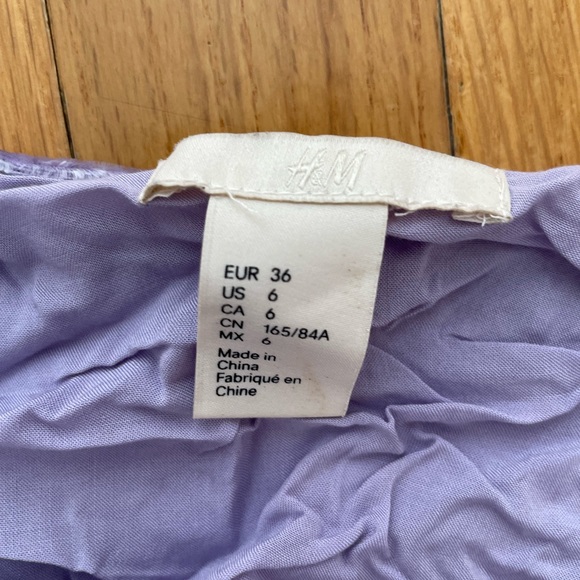 H&M
EUR 36
US 6
CA 6
CN 165/84A
MX 6
Made in
China
Fabriqué en
Chine